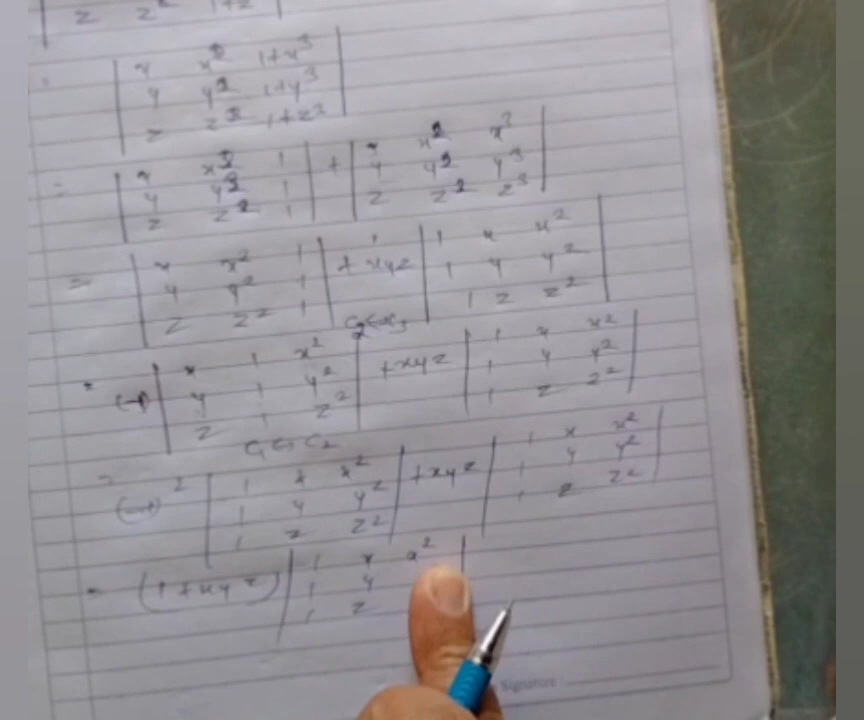 z z² 1+z
= | x x² 1+x³ |
| y y² 1+y³ |
| z z² 1+z³ |
= | x x² 1 | + | x x² x³ |
| y y² 1 | | y y² y³ |
| z z² 1 | | z z² z³ |
= | x x² 1 | + xyz | 1 x x² |
| y y² 1 | | 1 y y² |
| z z² 1 | | 1 z z² |
C₂↔C₃
= (-1) | x 1 x² | + xyz | 1 x x² |
| y 1 y² | | 1 y y² |
| z 1 z² | | 1 z z² |
C₁↔C₂
= (-1)² | 1 x x² | + xyz | 1 x x² |
| 1 y y² | | 1 y y² |
| 1 z z² | | 1 z z² |
= (1+xyz) | 1 x x² |
| 1 y
| 1 z
Signature